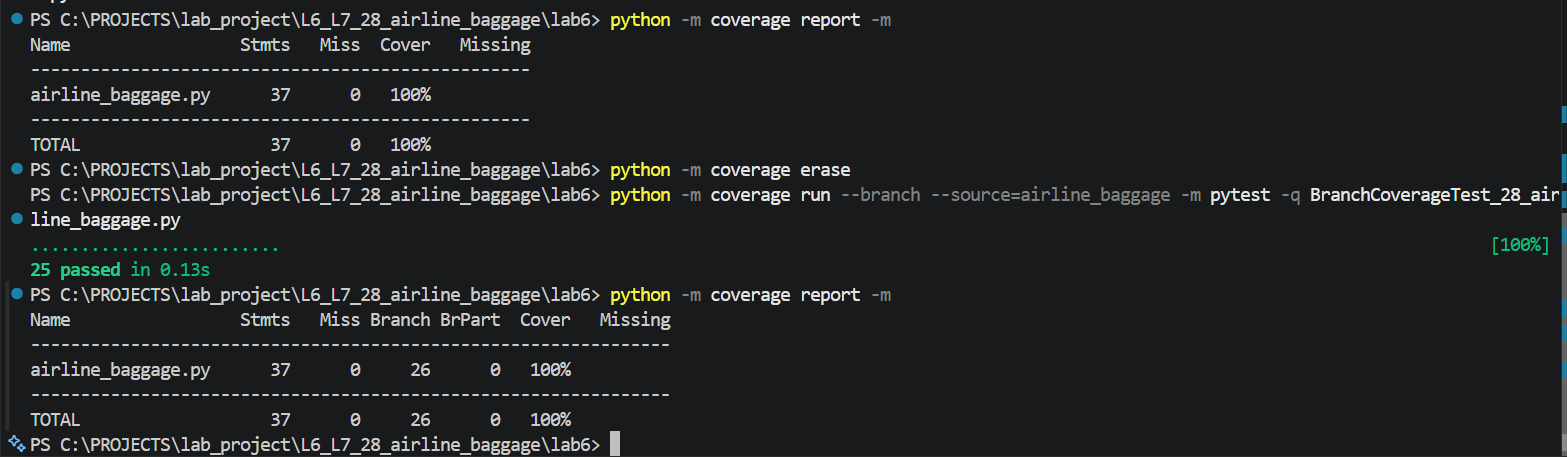 PS C:\PROJECTS\lab_project\L6_L7_28_airline_baggage\lab6> python -m coverage report -m
Name                 Stmts   Miss  Cover   Missing
--------------------------------------------------
airline_baggage.py      37      0   100%
--------------------------------------------------
TOTAL                   37      0   100%
PS C:\PROJECTS\lab_project\L6_L7_28_airline_baggage\lab6> python -m coverage erase
PS C:\PROJECTS\lab_project\L6_L7_28_airline_baggage\lab6> python -m coverage run --branch --source=airline_baggage -m pytest -q BranchCoverageTest_28_air
line_baggage.py
......................... [100%]
25 passed in 0.13s
PS C:\PROJECTS\lab_project\L6_L7_28_airline_baggage\lab6> python -m coverage report -m
Name                 Stmts   Miss Branch BrPart  Cover   Missing
----------------------------------------------------------------
airline_baggage.py      37      0     26      0   100%
----------------------------------------------------------------
TOTAL                   37      0     26      0   100%
PS C:\PROJECTS\lab_project\L6_L7_28_airline_baggage\lab6>